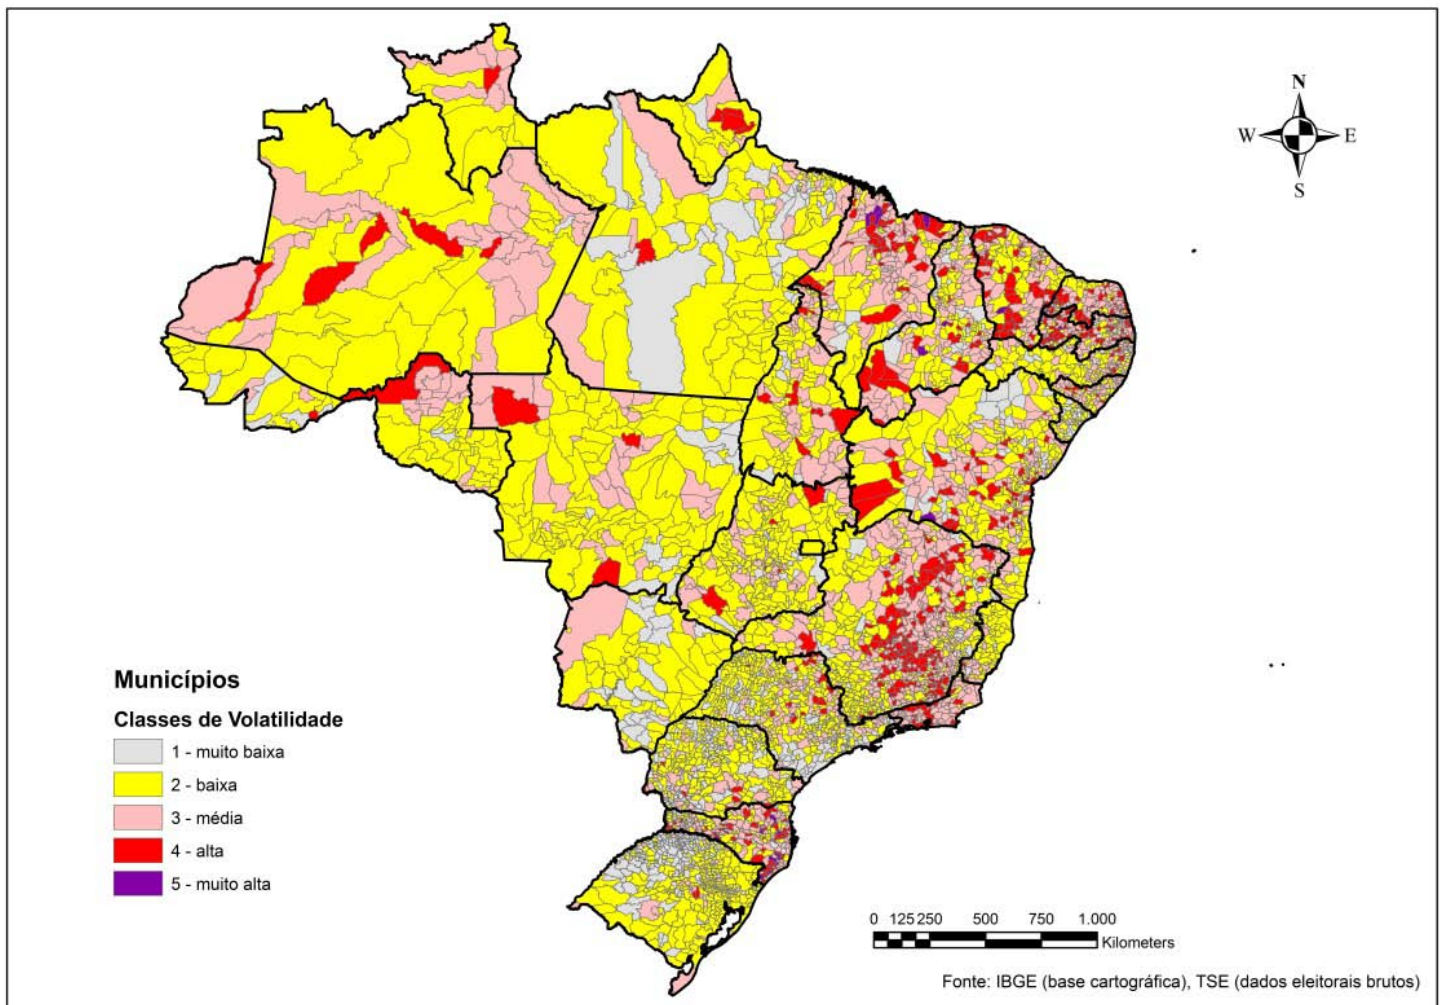 N
W E
S
Municípios
Classes de Volatilidade
1 - muito baixa
2 - baixa
3 - média
4 - alta
5 - muito alta
0 125 250 500 750 1.000
Kilometers
Fonte: IBGE (base cartográfica), TSE (dados eleitorais brutos)